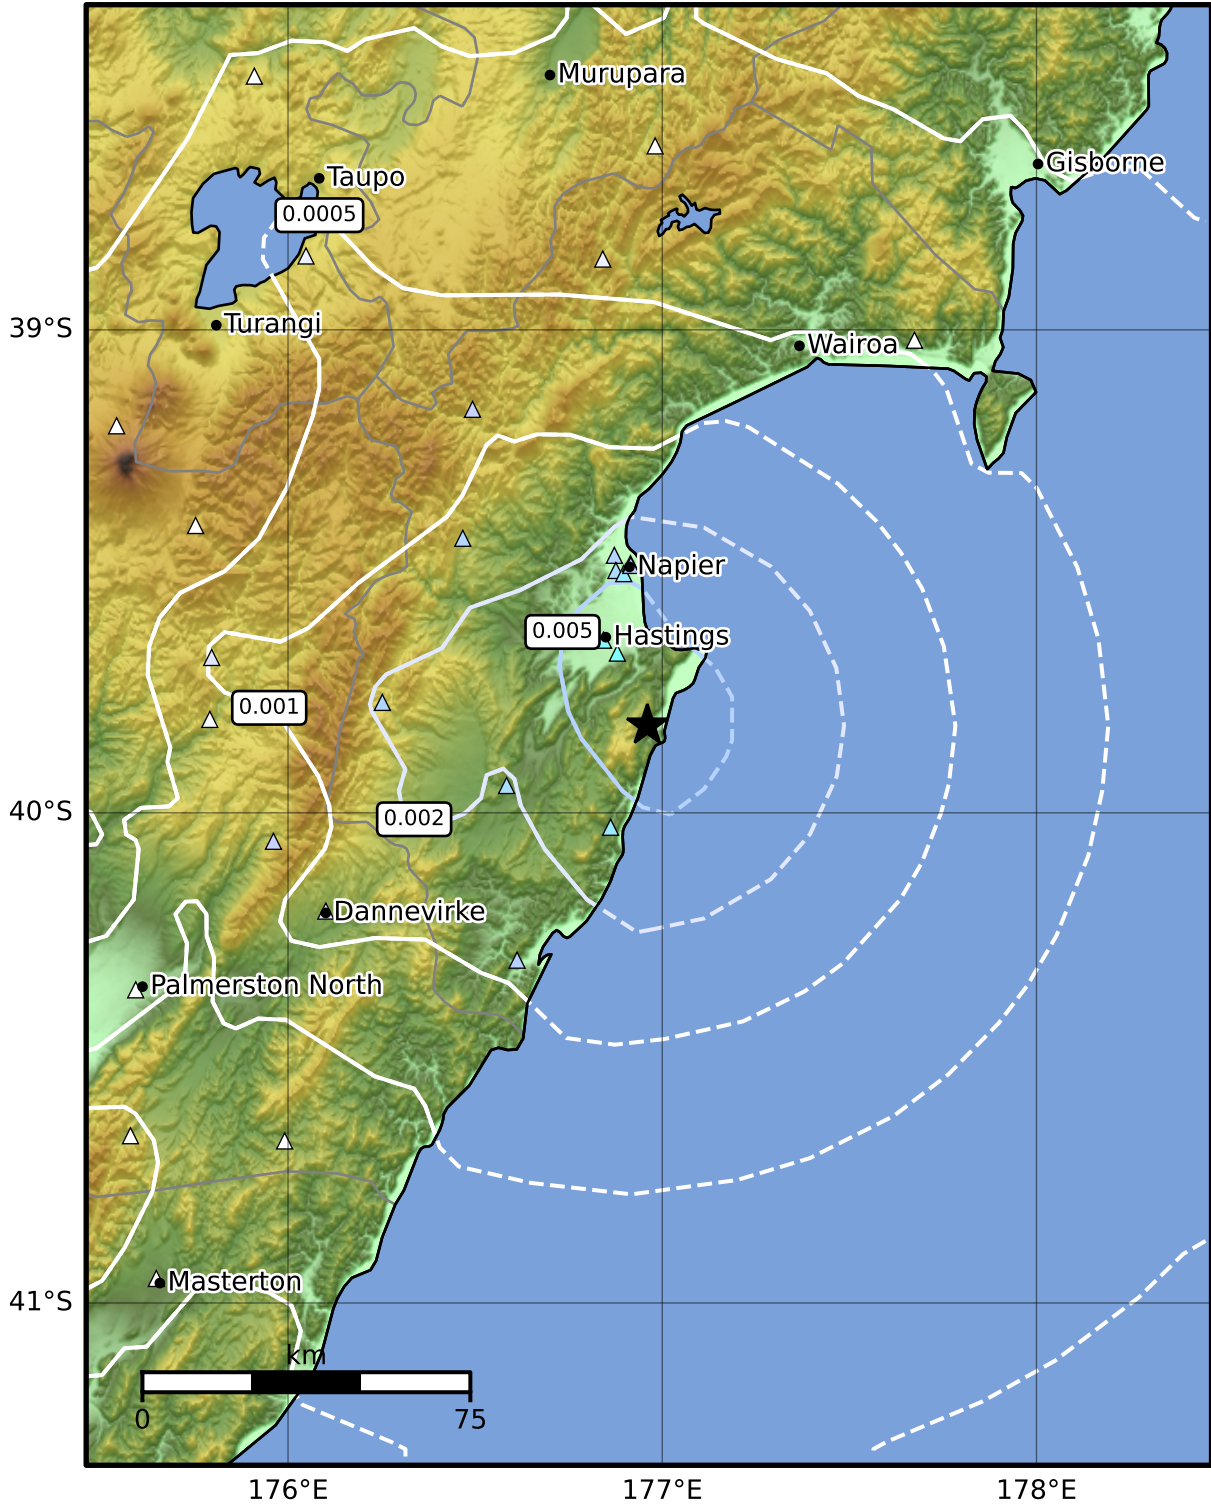 Murupara
Gisborne
Taupo
0.0005
Turangi
39°S
Wairoa
Napier
0.005
Hastings
0.001
40°S
0.002
Dannevirke
Palmerston North
Masterton
41°S
km
0
75
176°E
177°E
178°E